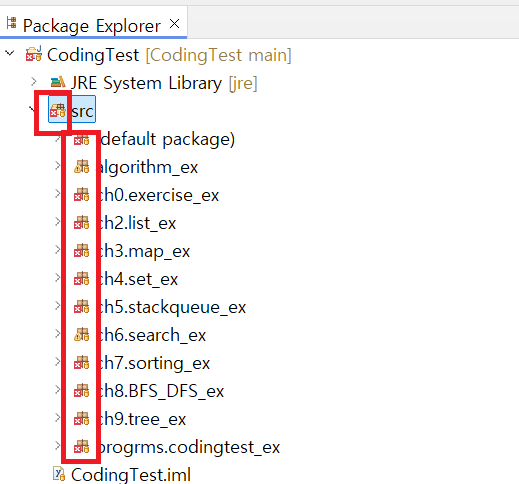 Package Explorer
CodingTest [CodingTest main]
JRE System Library [jre]
src
(default package)
algorithm_ex
ch0.exercise_ex
ch2.list_ex
ch3.map_ex
ch4.set_ex
ch5.stackqueue_ex
ch6.search_ex
ch7.sorting_ex
ch8.BFS_DFS_ex
ch9.tree_ex
progrms.codingtest_ex
CodingTest.iml